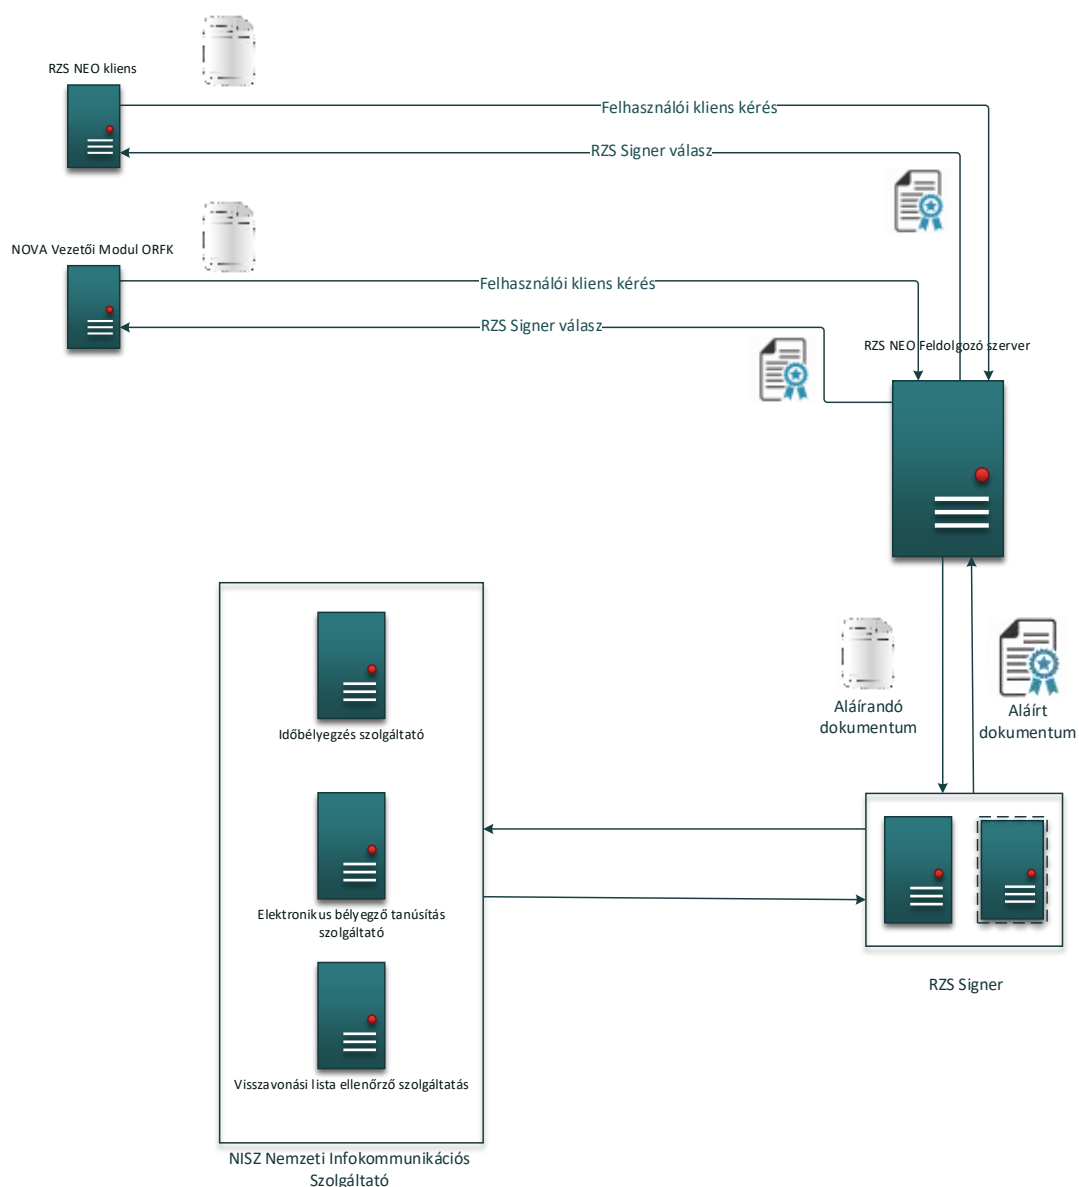 RZS NEO kliens
Felhasználói kliens kérés
RZS Signer válasz
NOVA Vezetői Modul ORFK
Felhasználói kliens kérés
RZS Signer válasz
RZS NEO Feldolgozó szerver
Aláírandó
dokumentum
Aláírt
dokumentum
Időbélyegzés szolgáltató
Elektronikus bélyegző tanúsítás
szolgáltató
Visszavonási lista ellenőrző szolgáltatás
RZS Signer
NISZ Nemzeti Infokommunikációs
Szolgáltató